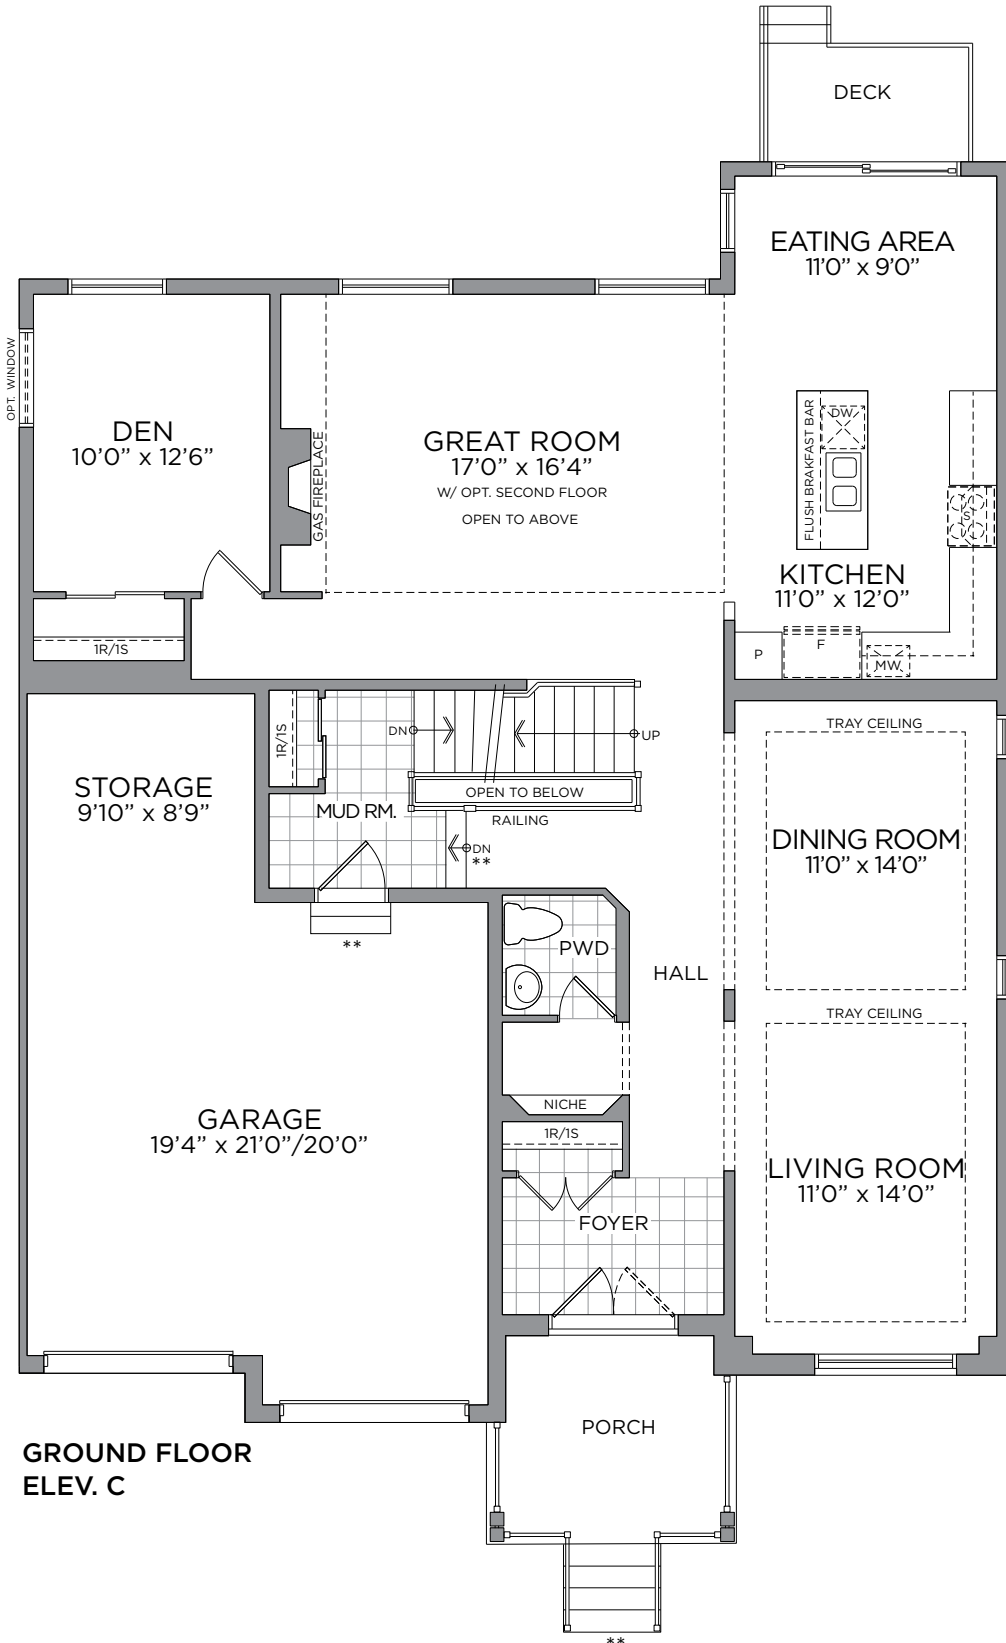 DECK
EATING AREA
11'0” x 9'0”
OPT. WINDOW
DEN
10'0” x 12'6”
GAS FIREPLACE
GREAT ROOM
17'0” x 16'4”
W/ OPT. SECOND FLOOR
OPEN TO ABOVE
FLUSH BREAKFAST BAR
DW
S
KITCHEN
11'0” x 12'0”
1R/1S
P
F
MW
1R/1S
DN
UP
TRAY CEILING
STORAGE
9'10” x 8'9”
OPEN TO BELOW
MUD RM.
RAILING
DN
**
DINING ROOM
11'0” x 14'0”
**
PWD
HALL
TRAY CEILING
NICHE
GARAGE
19'4” x 21'0”/20'0”
1R/1S
LIVING ROOM
11'0” x 14'0”
FOYER
PORCH
GROUND FLOOR
ELEV. C
**